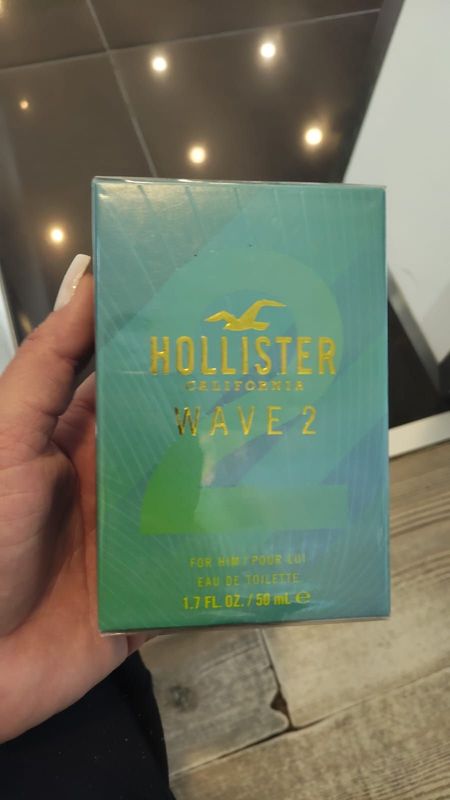 HOLLISTER
CALIFORNIA
WAVE 2
FOR HIM / POUR LUI
EAU DE TOILETTE
1.7 FL. OZ. / 50 mL ℮